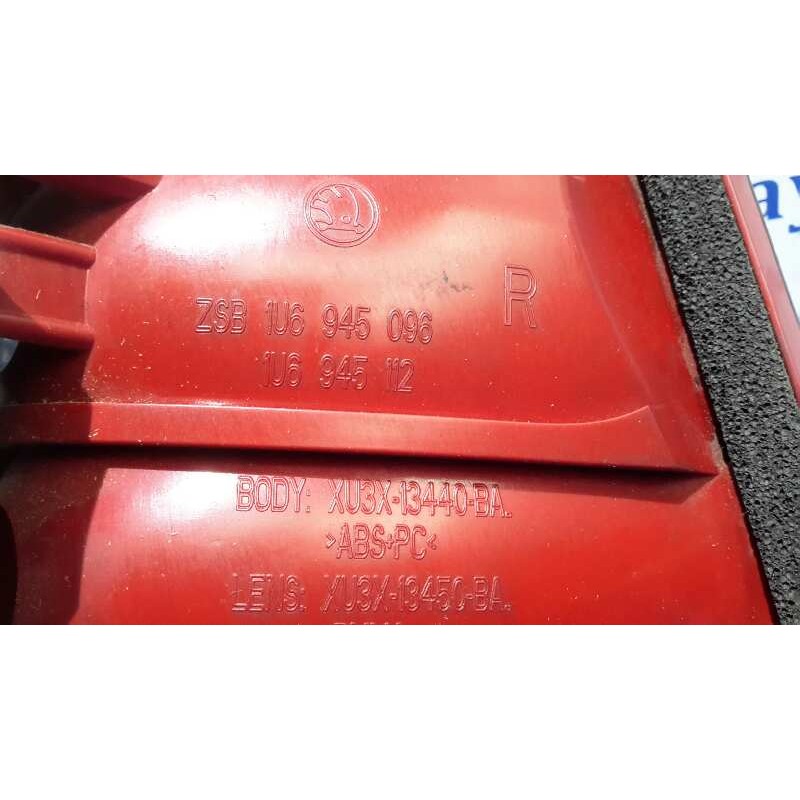 R
ZSB 1U6 945 096
1U6 945 112
BODY: XU3X-13440-BA..
>ABS+PC<
LENS: XU3X-13450-BA.